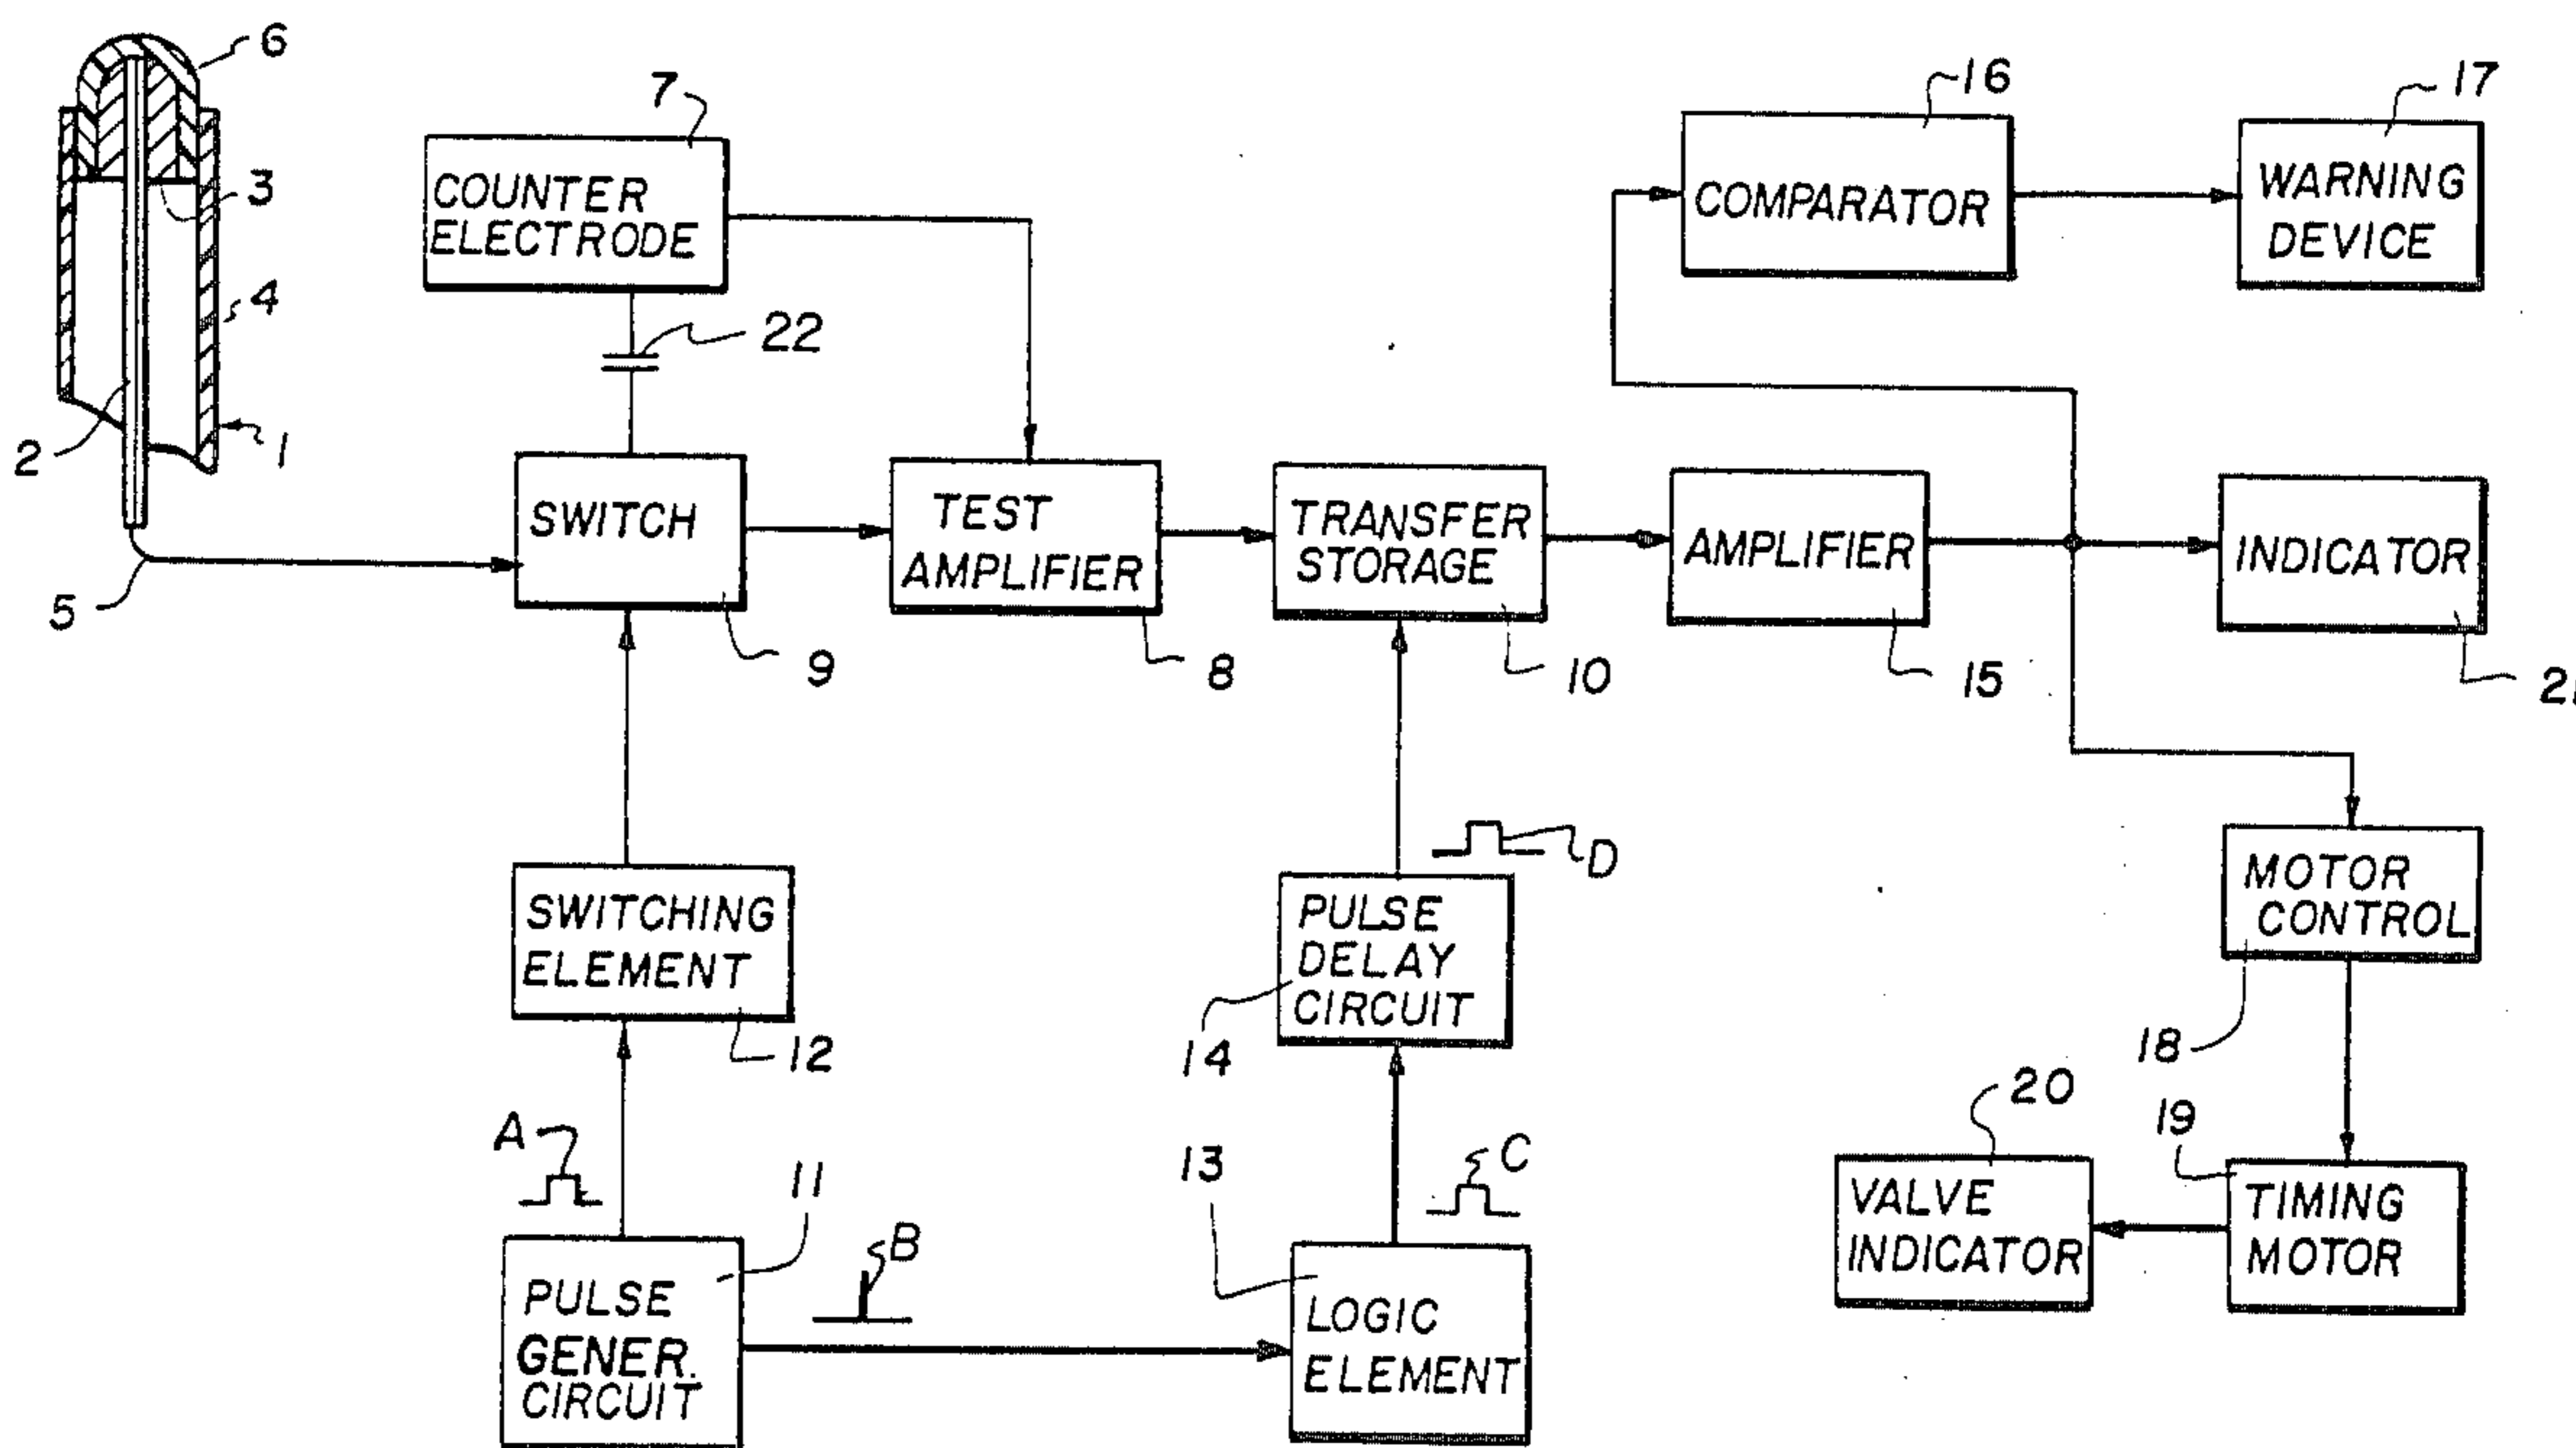 6
7
COUNTER
ELECTRODE
3
4
22
1
2
5
SWITCH
9
TEST
AMPLIFIER
8
TRANSFER
STORAGE
10
AMPLIFIER
15
16
COMPARATOR
17
WARNING
DEVICE
INDICATOR
SWITCHING
ELEMENT
12
A
11
PULSE
GENER.
CIRCUIT
B
13
LOGIC
ELEMENT
C
PULSE
DELAY
CIRCUIT
14
D
MOTOR
CONTROL
18
19
TIMING
MOTOR
20
VALVE
INDICATOR